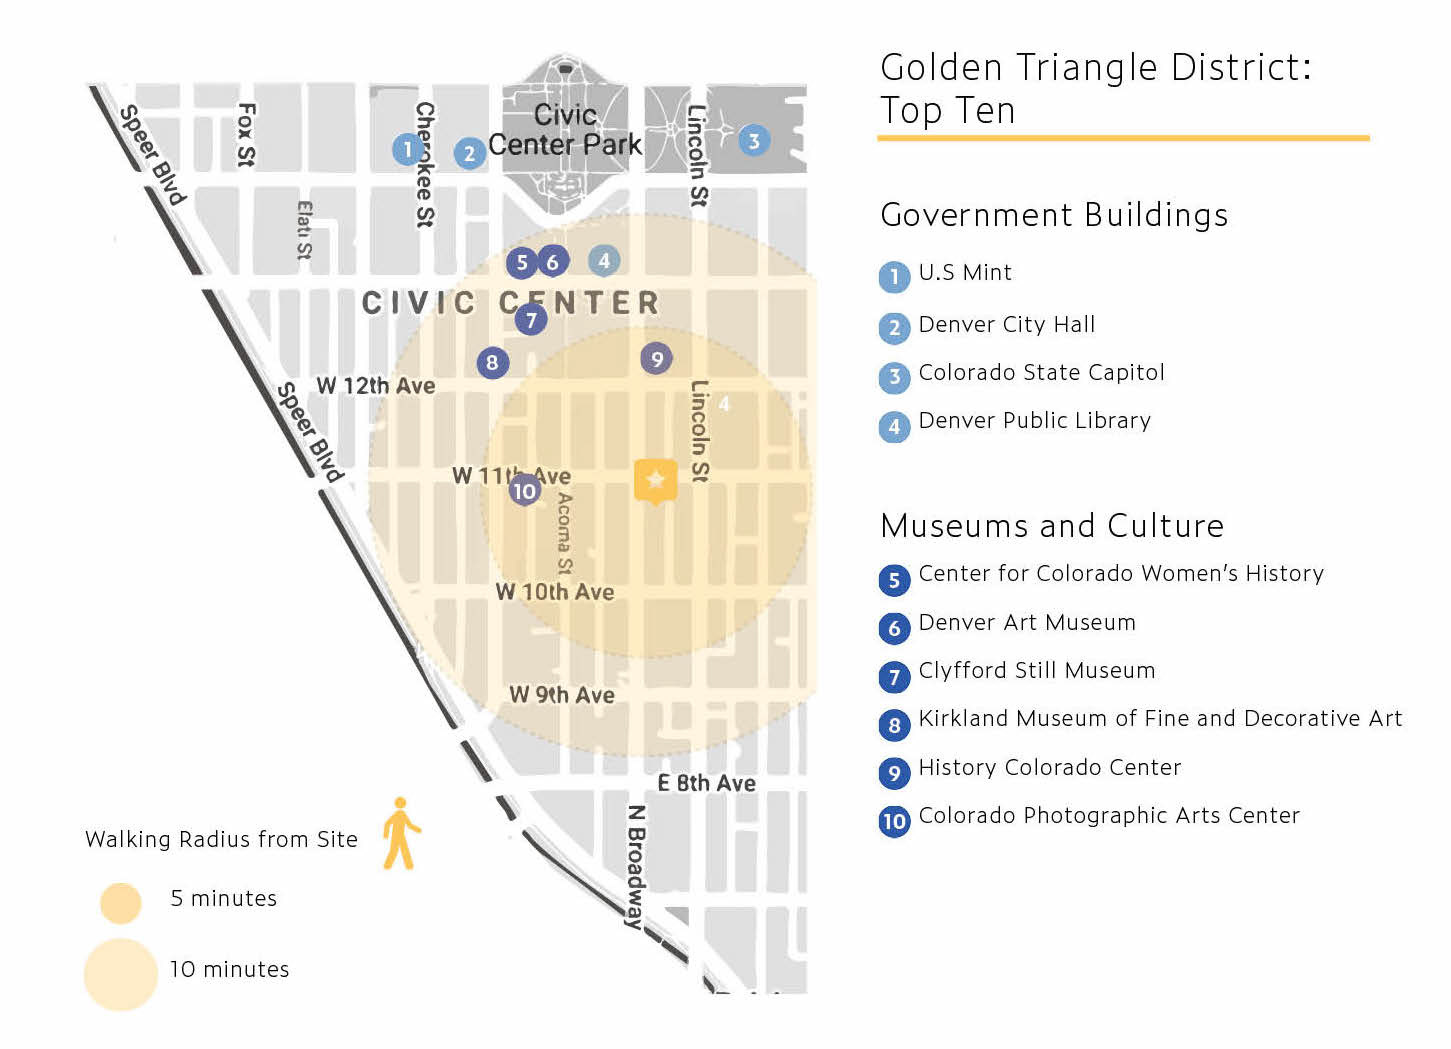 Golden Triangle District:
Top Ten
Government Buildings
1 U.S Mint
2 Denver City Hall
3 Colorado State Capitol
4 Denver Public Library
Museums and Culture
5 Center for Colorado Women's History
6 Denver Art Museum
7 Clyfford Still Museum
8 Kirkland Museum of Fine and Decorative Art
9 History Colorado Center
10 Colorado Photographic Arts Center
Speer Blvd
Fox St
Elati St
Cherokee St
1
2
Civic
Center Park
Lincoln St
3
5
6
4
CIVIC CENTER
7
8
9
W 12th Ave
Speer Blvd
Lincoln St
4
W 11th Ave
10
Acoma St
W 10th Ave
W 9th Ave
E 8th Ave
N Broadway
Walking Radius from Site
5 minutes
10 minutes